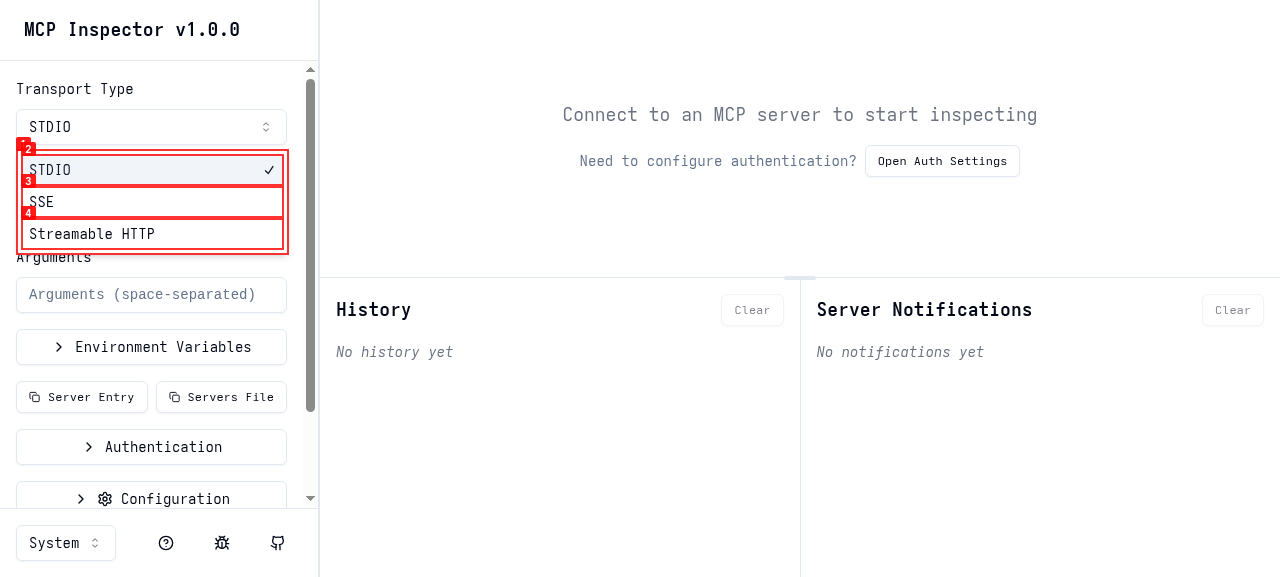 MCP Inspector v1.0.0
Transport Type
STDIO
2
STDIO
3
SSE
4
Streamable HTTP
Arguments
Arguments (space-separated)
Environment Variables
Server Entry
Servers File
Authentication
Configuration
System
Connect to an MCP server to start inspecting
Need to configure authentication?
Open Auth Settings
History
Clear
No history yet
Server Notifications
Clear
No notifications yet